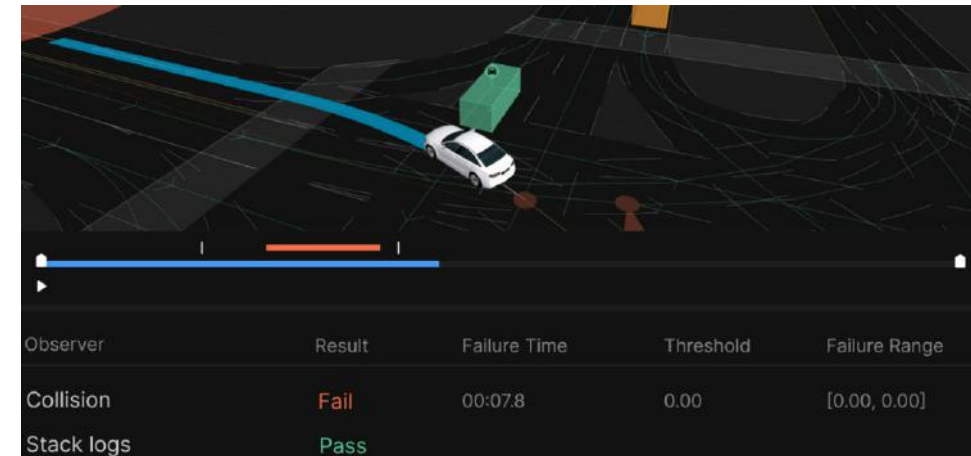 Observer Result Failure Time Threshold Failure Range
Collision Fail 00:07.8 0.00 [0.00, 0.00]
Stack logs Pass